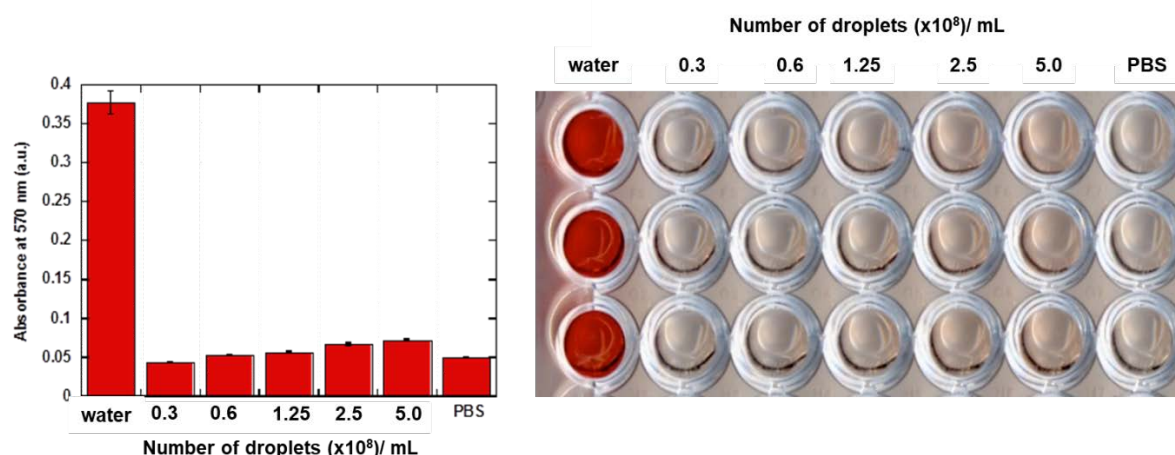 Number of droplets (x10⁸)/ mL
water 0.3 0.6 1.25 2.5 5.0 PBS
0.4
0.35
0.3
0.25
0.2
0.15
0.1
0.05
0
Absorbance at 570 nm (a.u.)
water 0.3 0.6 1.25 2.5 5.0 PBS
Number of droplets (x10⁸)/ mL